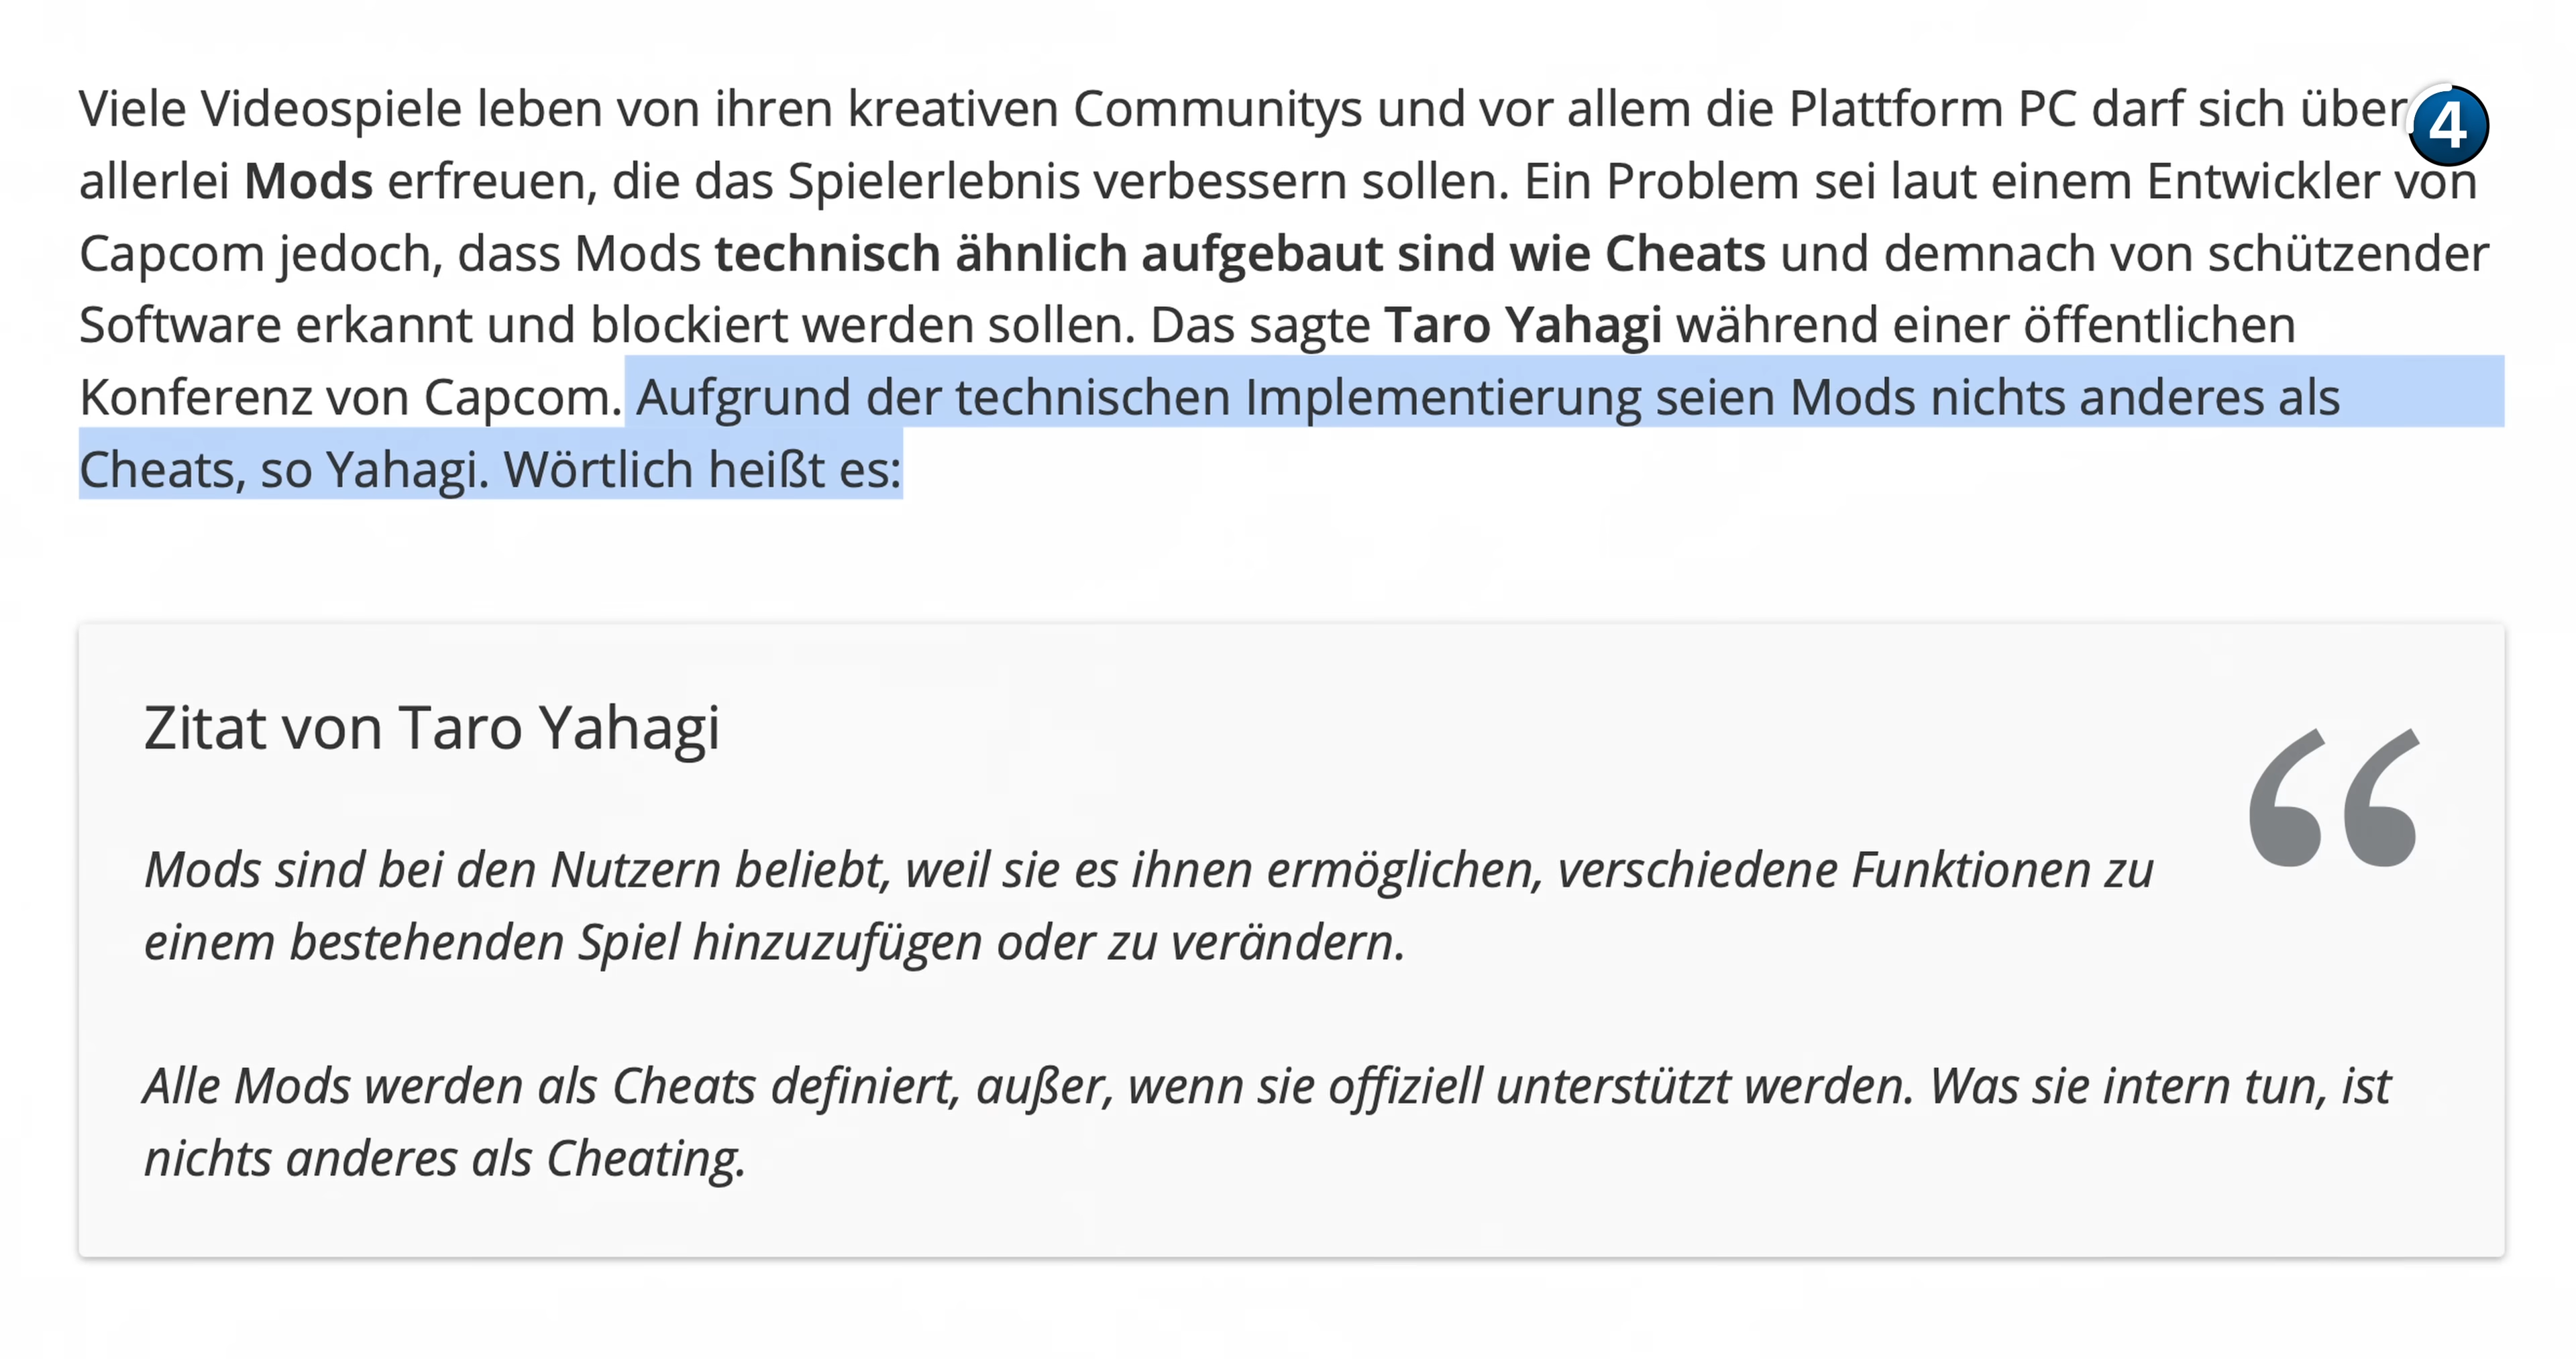 Viele Videospiele leben von ihren kreativen Communitys und vor allem die Plattform PC darf sich über
4
allerlei Mods erfreuen, die das Spielerlebnis verbessern sollen. Ein Problem sei laut einem Entwickler von
Capcom jedoch, dass Mods technisch ähnlich aufgebaut sind wie Cheats und demnach von schützender
Software erkannt und blockiert werden sollen. Das sagte Taro Yahagi während einer öffentlichen
Konferenz von Capcom. Aufgrund der technischen Implementierung seien Mods nichts anderes als
Cheats, so Yahagi. Wörtlich heißt es:
Zitat von Taro Yahagi
Mods sind bei den Nutzern beliebt, weil sie es ihnen ermöglichen, verschiedene Funktionen zu
einem bestehenden Spiel hinzuzufügen oder zu verändern.
Alle Mods werden als Cheats definiert, außer, wenn sie offiziell unterstützt werden. Was sie intern tun, ist
nichts anderes als Cheating.